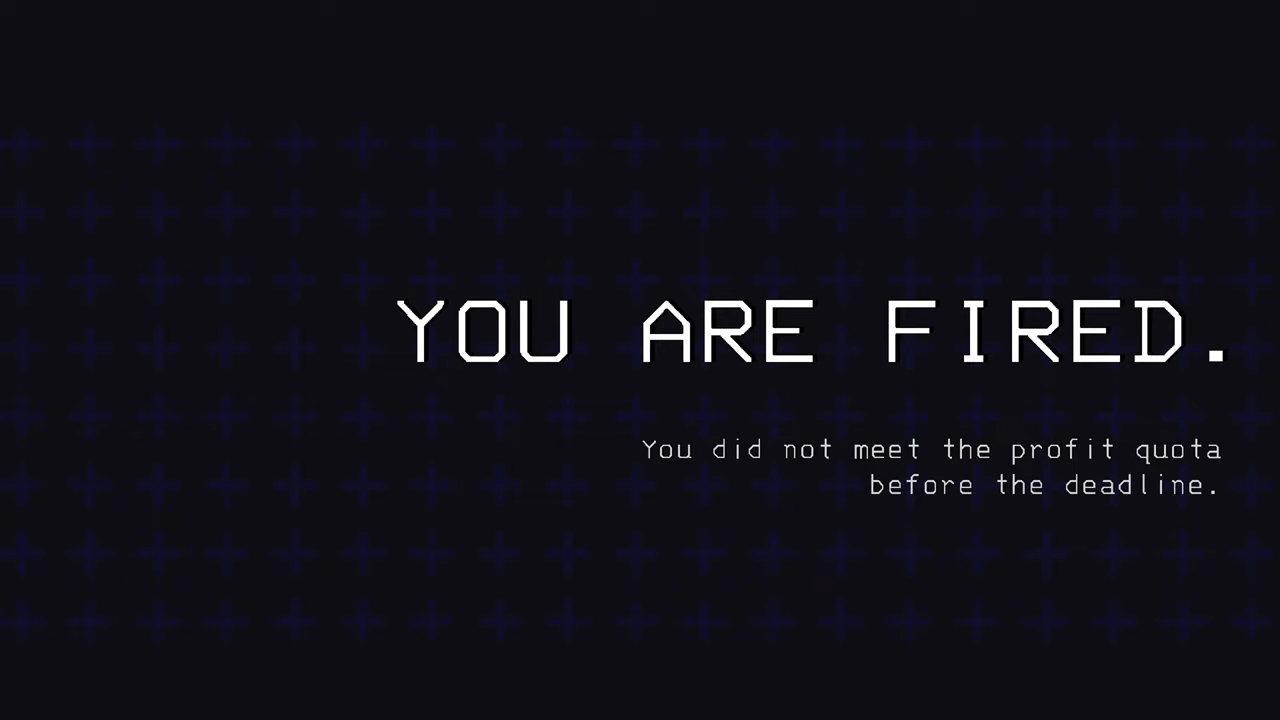 YOU ARE FIRED.
You did not meet the profit quota
before the deadline.